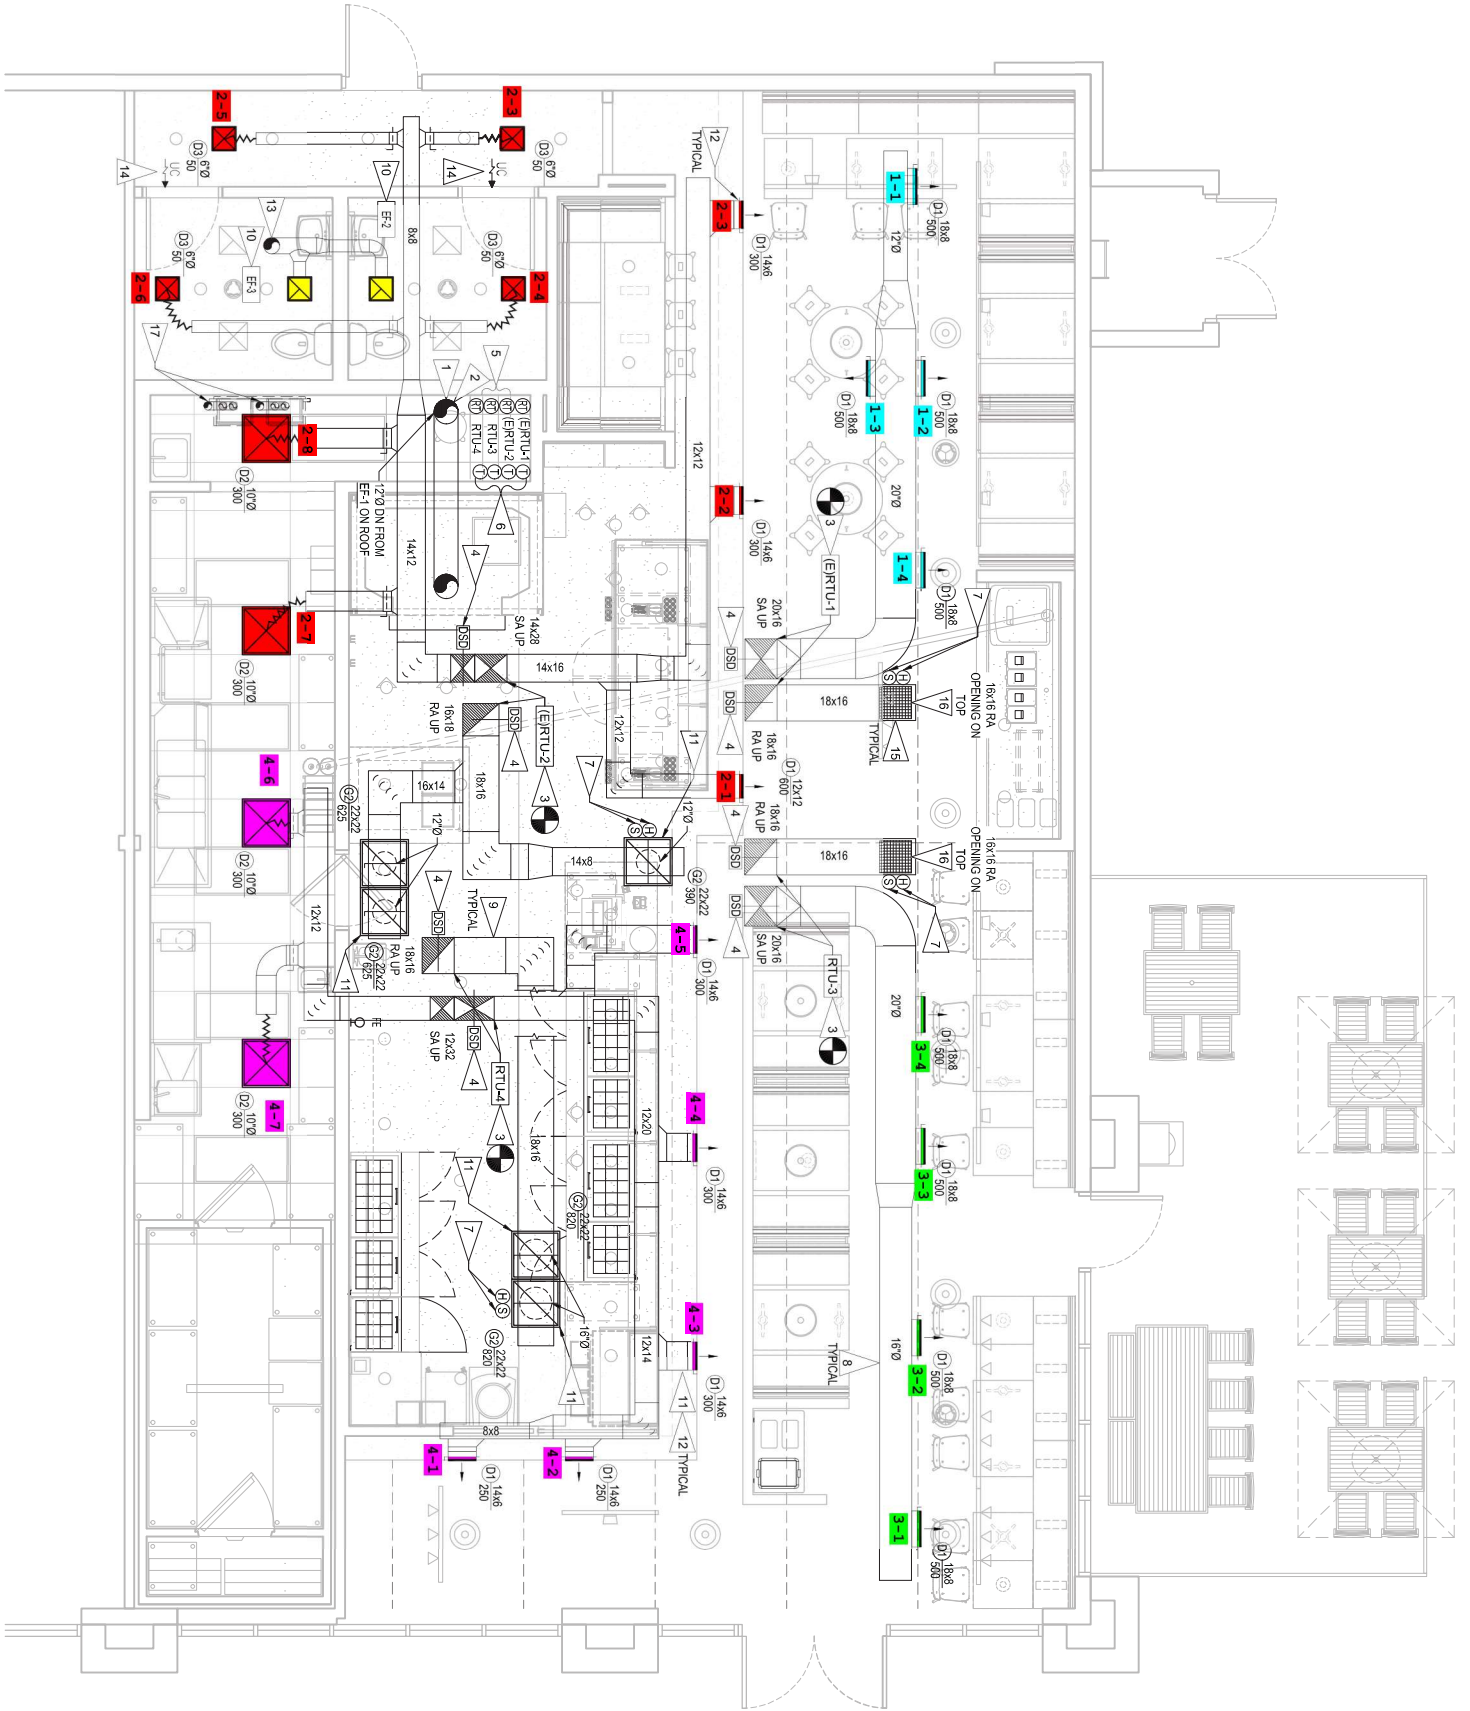 2-5
2-3
D3 6"Ø
50
D3 6"Ø
50
UC
14
UC
14
10
EF-2
13
10
EF-3
8x8
D3 6"Ø
50
D3 6"Ø
50
2-6
2-4
17
12
TYPICAL
2-3
D1 14x6
300
1-1
D1 18x8
500
12"Ø
1-3
D1 18x8
500
1-2
D1 18x8
500
5
1
2
RT (E)RTU-1 T
RT (E)RTU-2 T
RT RTU-3 T
RT RTU-4 T
6
2-8
D2 10"Ø
300
12"Ø DN FROM
EF-1 ON ROOF
14x12
4
DSD
14x28
SA UP
12x12
2-2
D1 14x6
300
3
(E)RTU-1
20"Ø
1-4
D1 18x8
500
7
2-7
D2 10"Ø
300
20x16
SA UP
4
DSD
14x16
16x16 RA
OPENING ON
TOP
16
H
S
18x16
15
TYPICAL
DSD
4
18x16
RA UP
16x18
RA UP
DSD
4
(E)RTU-2
3
12x12
11
7
H
S
12"Ø
2-1
D1 12x12
600
4-6
D2 10"Ø
300
G2 22x22
625
16x14
12"Ø
18x16
14x8
G2 22x22
390
18x16
RA UP
4
DSD
18x16
16x16 RA
OPENING ON
TOP
16
H
S
7
4
DSD
9
TYPICAL
18x16
RA UP
G2 22x22
625
11
12x12
4-5
D1 14x6
300
DSD
4
20x16
SA UP
RTU-3
3
20"Ø
3-4
D1 18x8
500
FE
4-7
D2 10"Ø
300
12x32
SA UP
DSD
4
RTU-4
3
18x16
12x20
4-4
D1 14x6
300
3-3
D1 18x8
500
11
7
H
S
G2 22x22
820
16"Ø
G2 22x22
820
11
12x14
4-3
D1 14x6
300
11
12 TYPICAL
8
TYPICAL
16"Ø
3-2
D1 18x8
500
8x8
4-1
D1 14x6
250
4-2
D1 14x6
250
3-1
D1 18x8
500